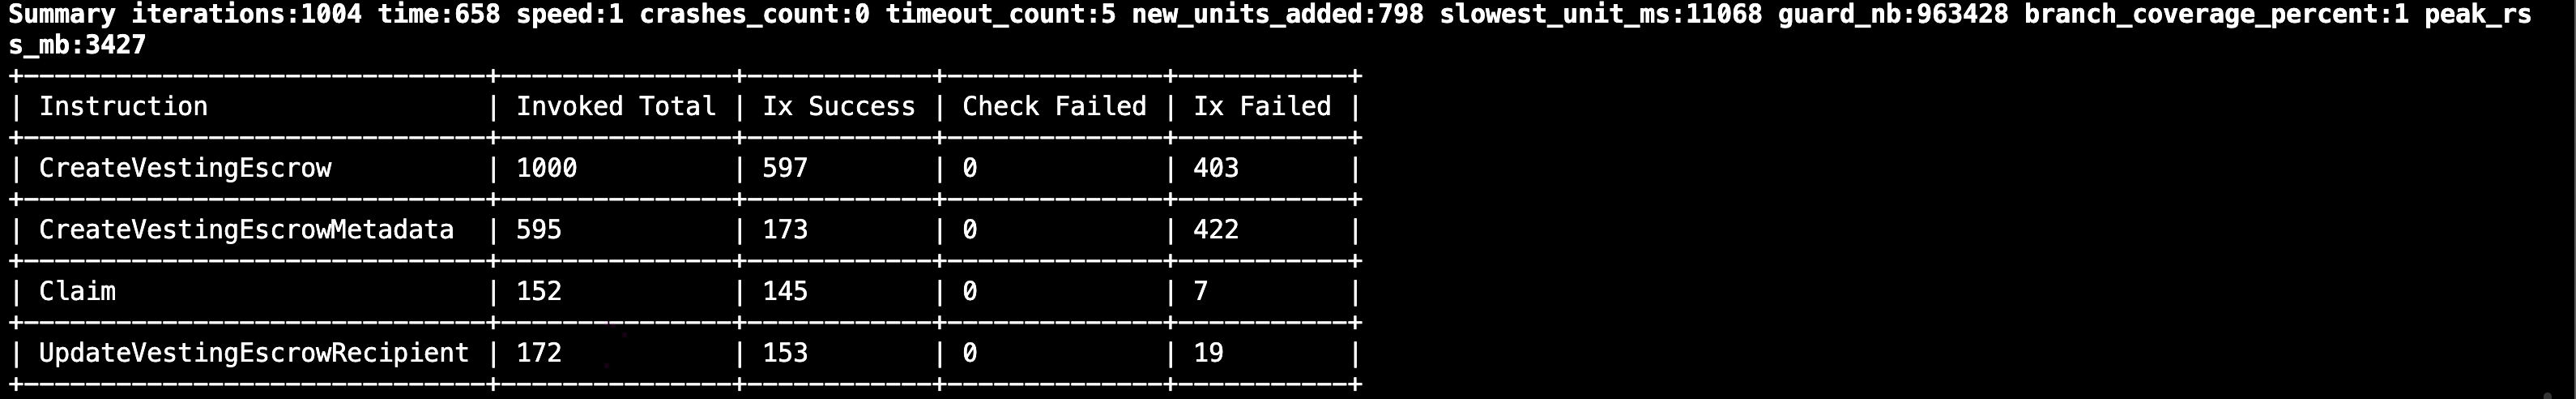 Summary iterations:1004 time:658 speed:1 crashes_count:0 timeout_count:5 new_units_added:798 slowest_unit_ms:11068 guard_nb:963428 branch_coverage_percent:1 peak_rs
s_mb:3427
+------------------------------+---------------+------------+--------------+-----------+
| Instruction                  | Invoked Total | Ix Success | Check Failed | Ix Failed |
+------------------------------+---------------+------------+--------------+-----------+
| CreateVestingEscrow          | 1000          | 597        | 0            | 403       |
+------------------------------+---------------+------------+--------------+-----------+
| CreateVestingEscrowMetadata  | 595           | 173        | 0            | 422       |
+------------------------------+---------------+------------+--------------+-----------+
| Claim                        | 152           | 145        | 0            | 7         |
+------------------------------+---------------+------------+--------------+-----------+
| UpdateVestingEscrowRecipient | 172           | 153        | 0            | 19        |
+------------------------------+---------------+------------+--------------+-----------+